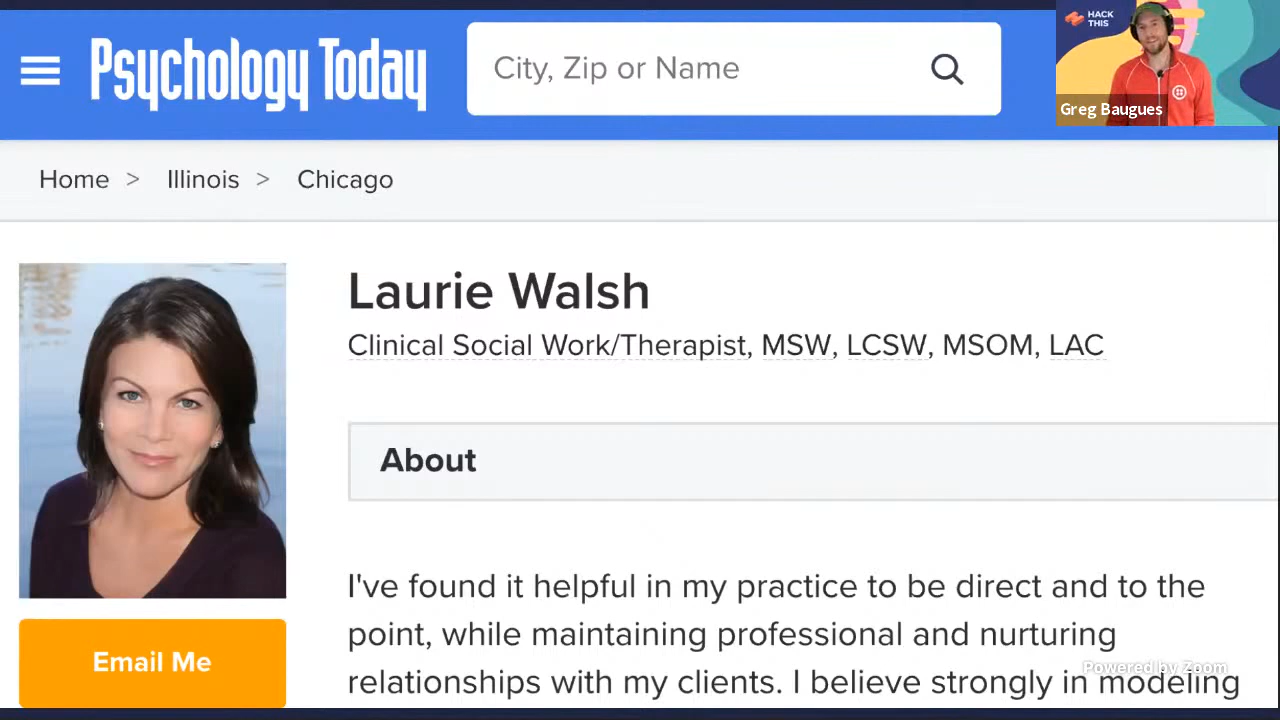 Psychology Today
City, Zip or Name
HACK
THIS
Greg Baugues
Home > Illinois > Chicago
Laurie Walsh
Clinical Social Work/Therapist, MSW, LCSW, MSOM, LAC
About
I've found it helpful in my practice to be direct and to the
point, while maintaining professional and nurturing
relationships with my clients. I believe strongly in modeling
Email Me
Powered by Zoom